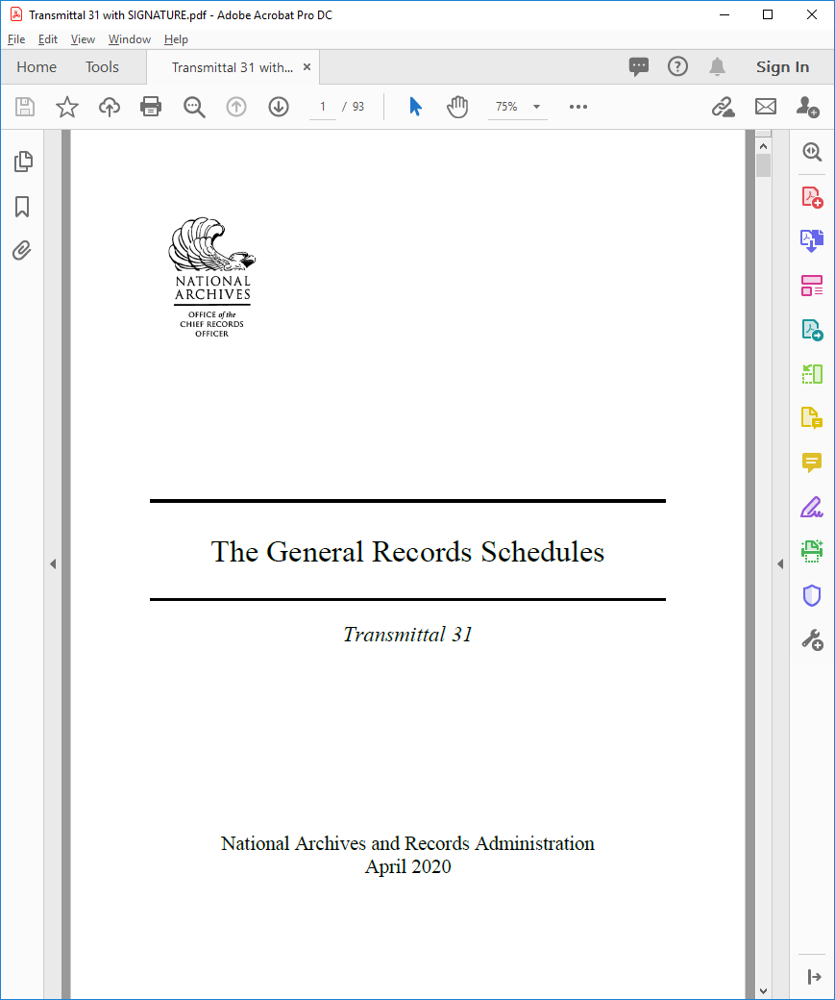 Transmittal 31 with SIGNATURE.pdf - Adobe Acrobat Pro DC
File Edit View Window Help
Home Tools Transmittal 31 with... × Sign In
1 / 93 75%
NATIONAL
ARCHIVES
OFFICE of the
CHIEF RECORDS
OFFICER
The General Records Schedules
Transmittal 31
National Archives and Records Administration
April 2020